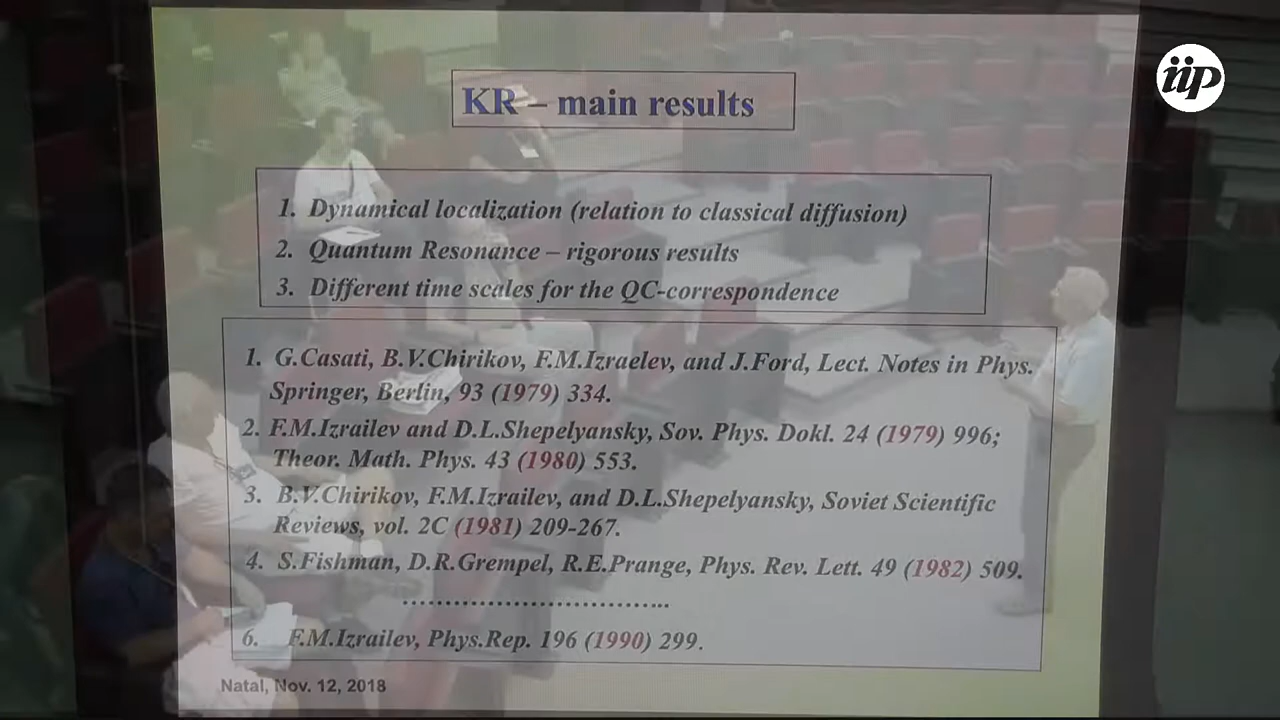 iip
KR – main results
1. Dynamical localization (relation to classical diffusion)
2. Quantum Resonance – rigorous results
3. Different time scales for the QC-correspondence
1. G.Casati, B.V.Chirikov, F.M.Izraelev, and J.Ford, Lect. Notes in Phys.
Springer, Berlin, 93 (1979) 334.
2. F.M.Izrailev and D.L.Shepelyansky, Sov. Phys. Dokl. 24 (1979) 996;
Theor. Math. Phys. 43 (1980) 553.
3. B.V.Chirikov, F.M.Izrailev, and D.L.Shepelyansky, Soviet Scientific
Reviews, vol. 2C (1981) 209-267.
4. S.Fishman, D.R.Grempel, R.E.Prange, Phys. Rev. Lett. 49 (1982) 509.
................................
6. F.M.Izrailev, Phys.Rep. 196 (1990) 299.
Natal, Nov. 12, 2018